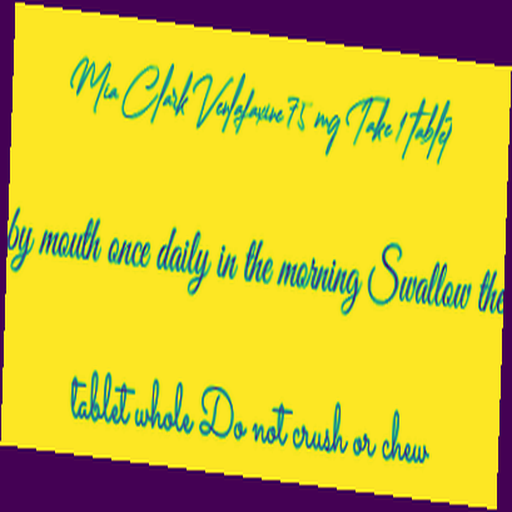 Mia Clark Venlafaxine 75 mg Take 1 tablet
by mouth once daily in the morning Swallow the
tablet whole Do not crush or chew